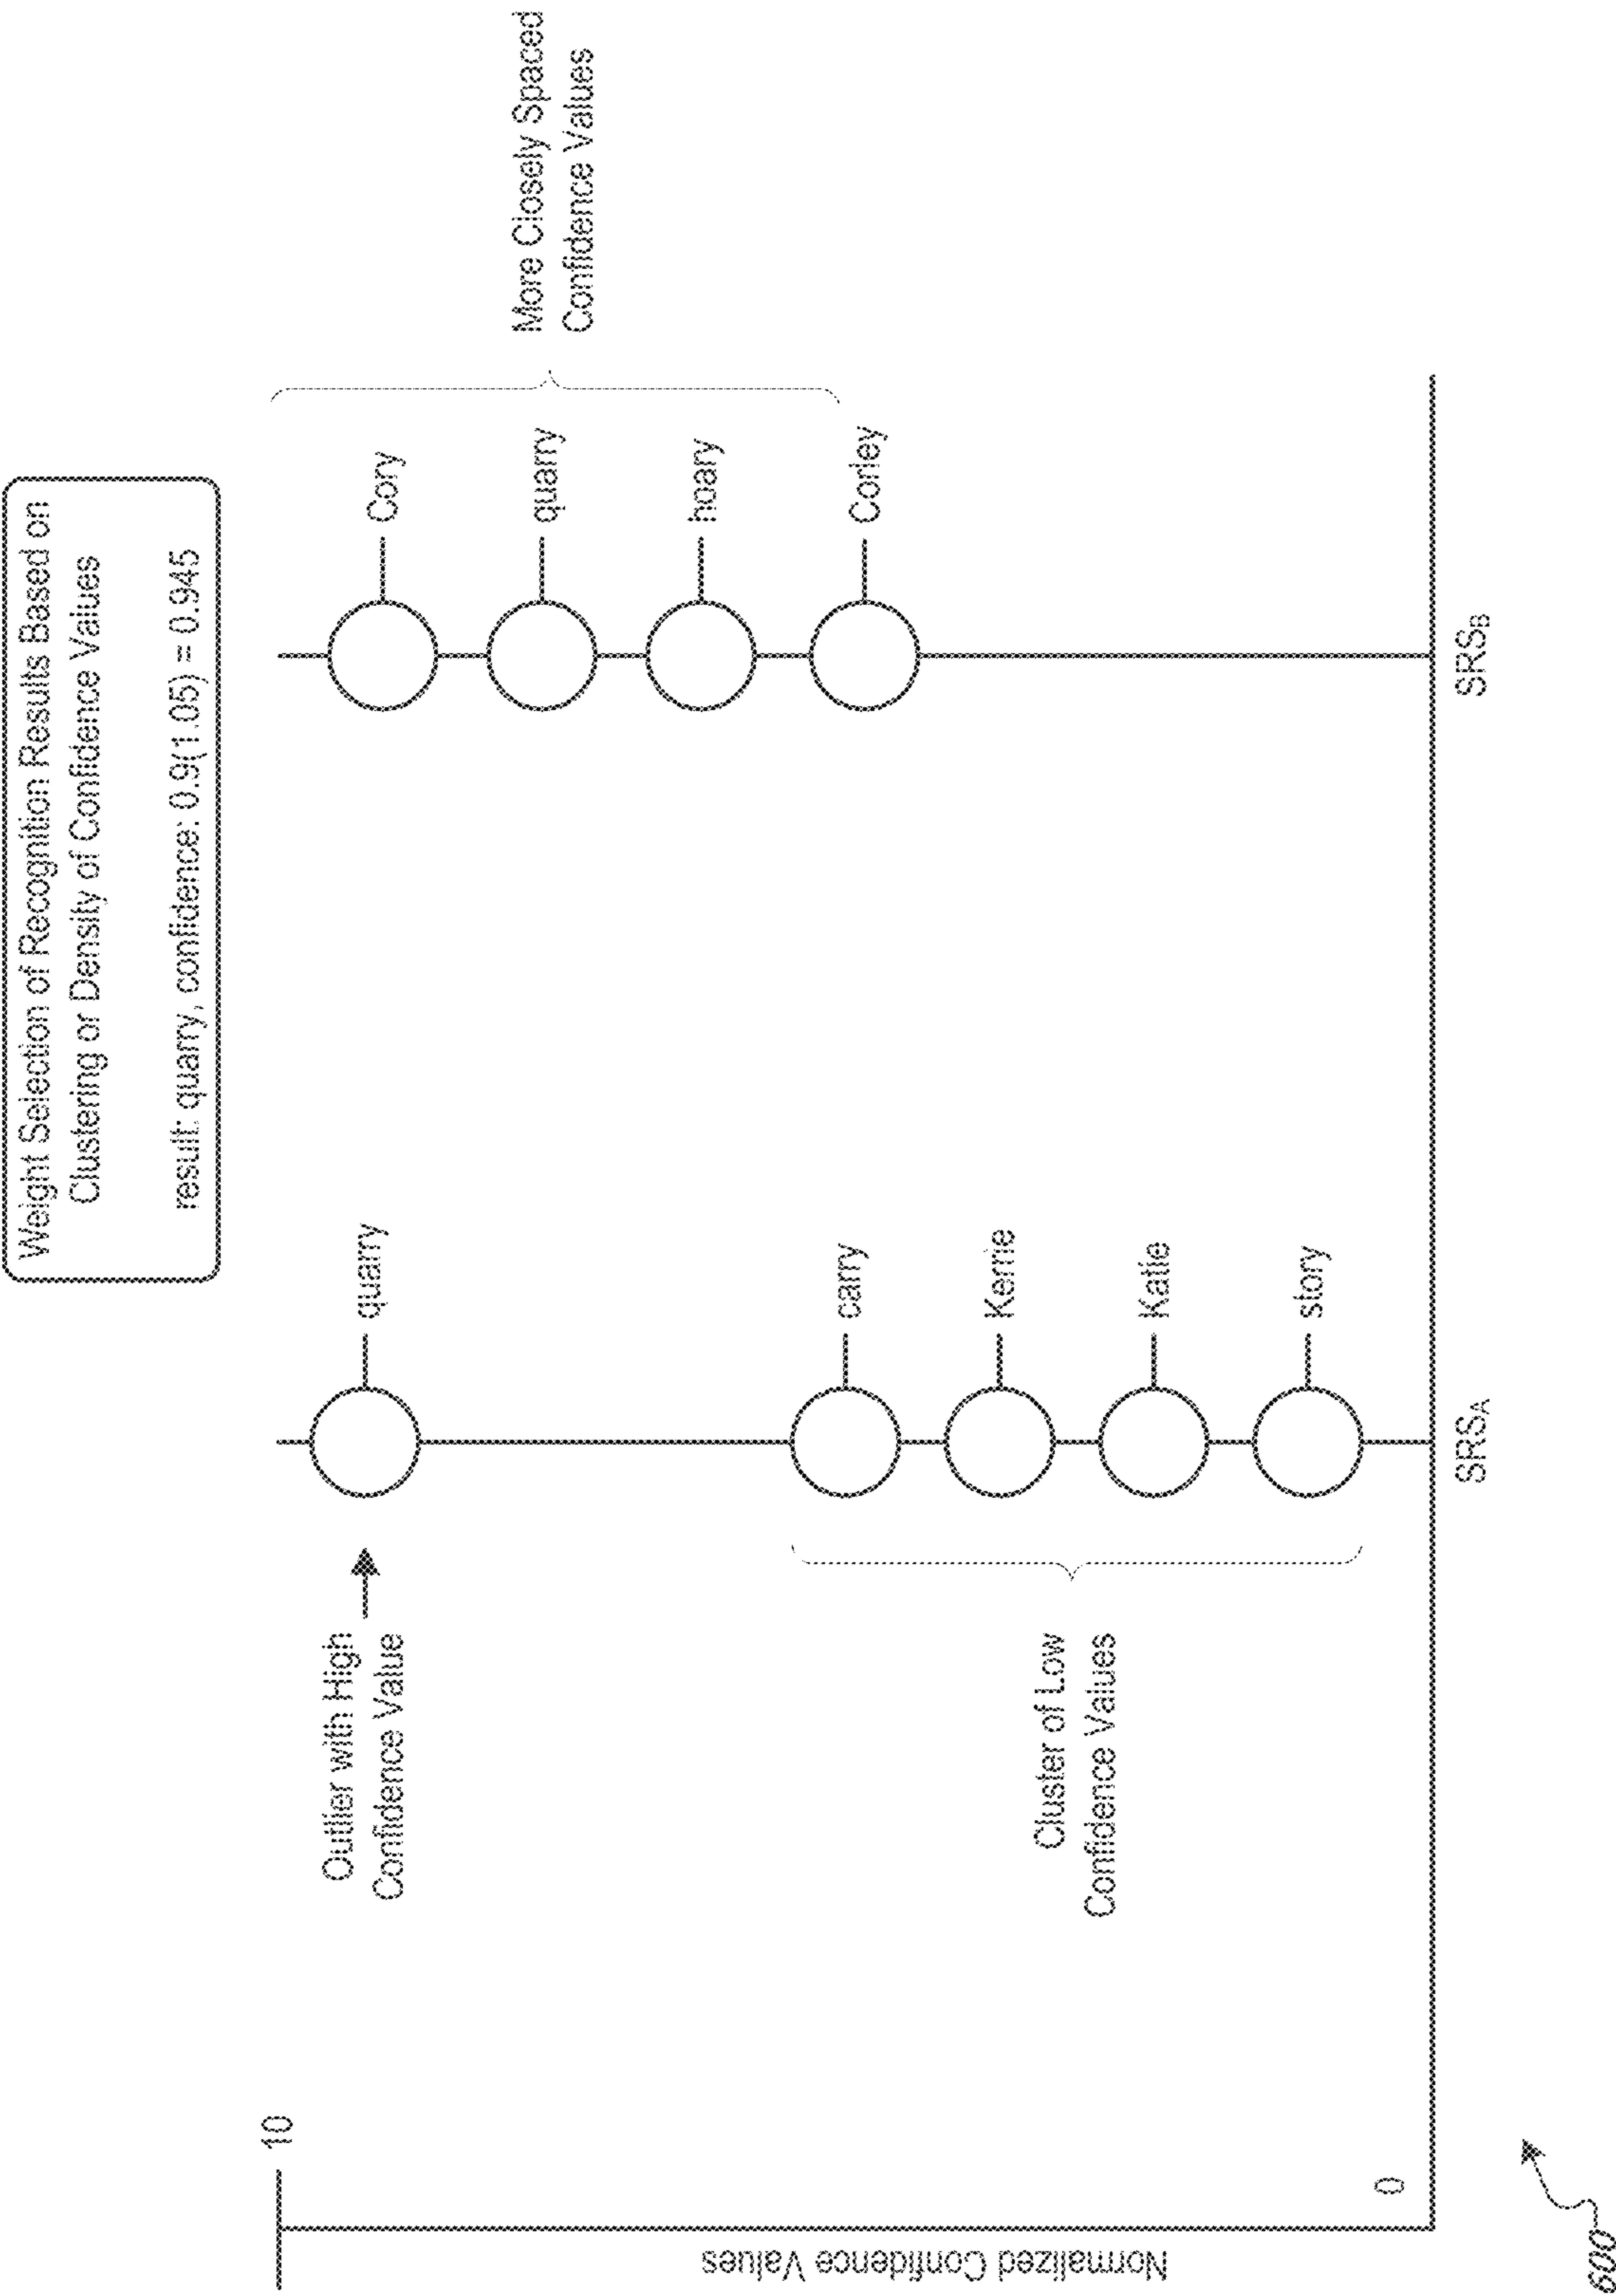 Weight Selection of Recognition Results Based on
Clustering or Density of Confidence Values
result: quarry, confidence: 0.9(1.05) = 0.945
10
Normalized Confidence Values
0
Outlier with High
Confidence Value
Cluster of Low
Confidence Values
quarry
carry
Kerrie
Katie
story
SRSA
Cory
quarry
hoary
Corley
SRSB
More Closely Spaced
Confidence Values
600